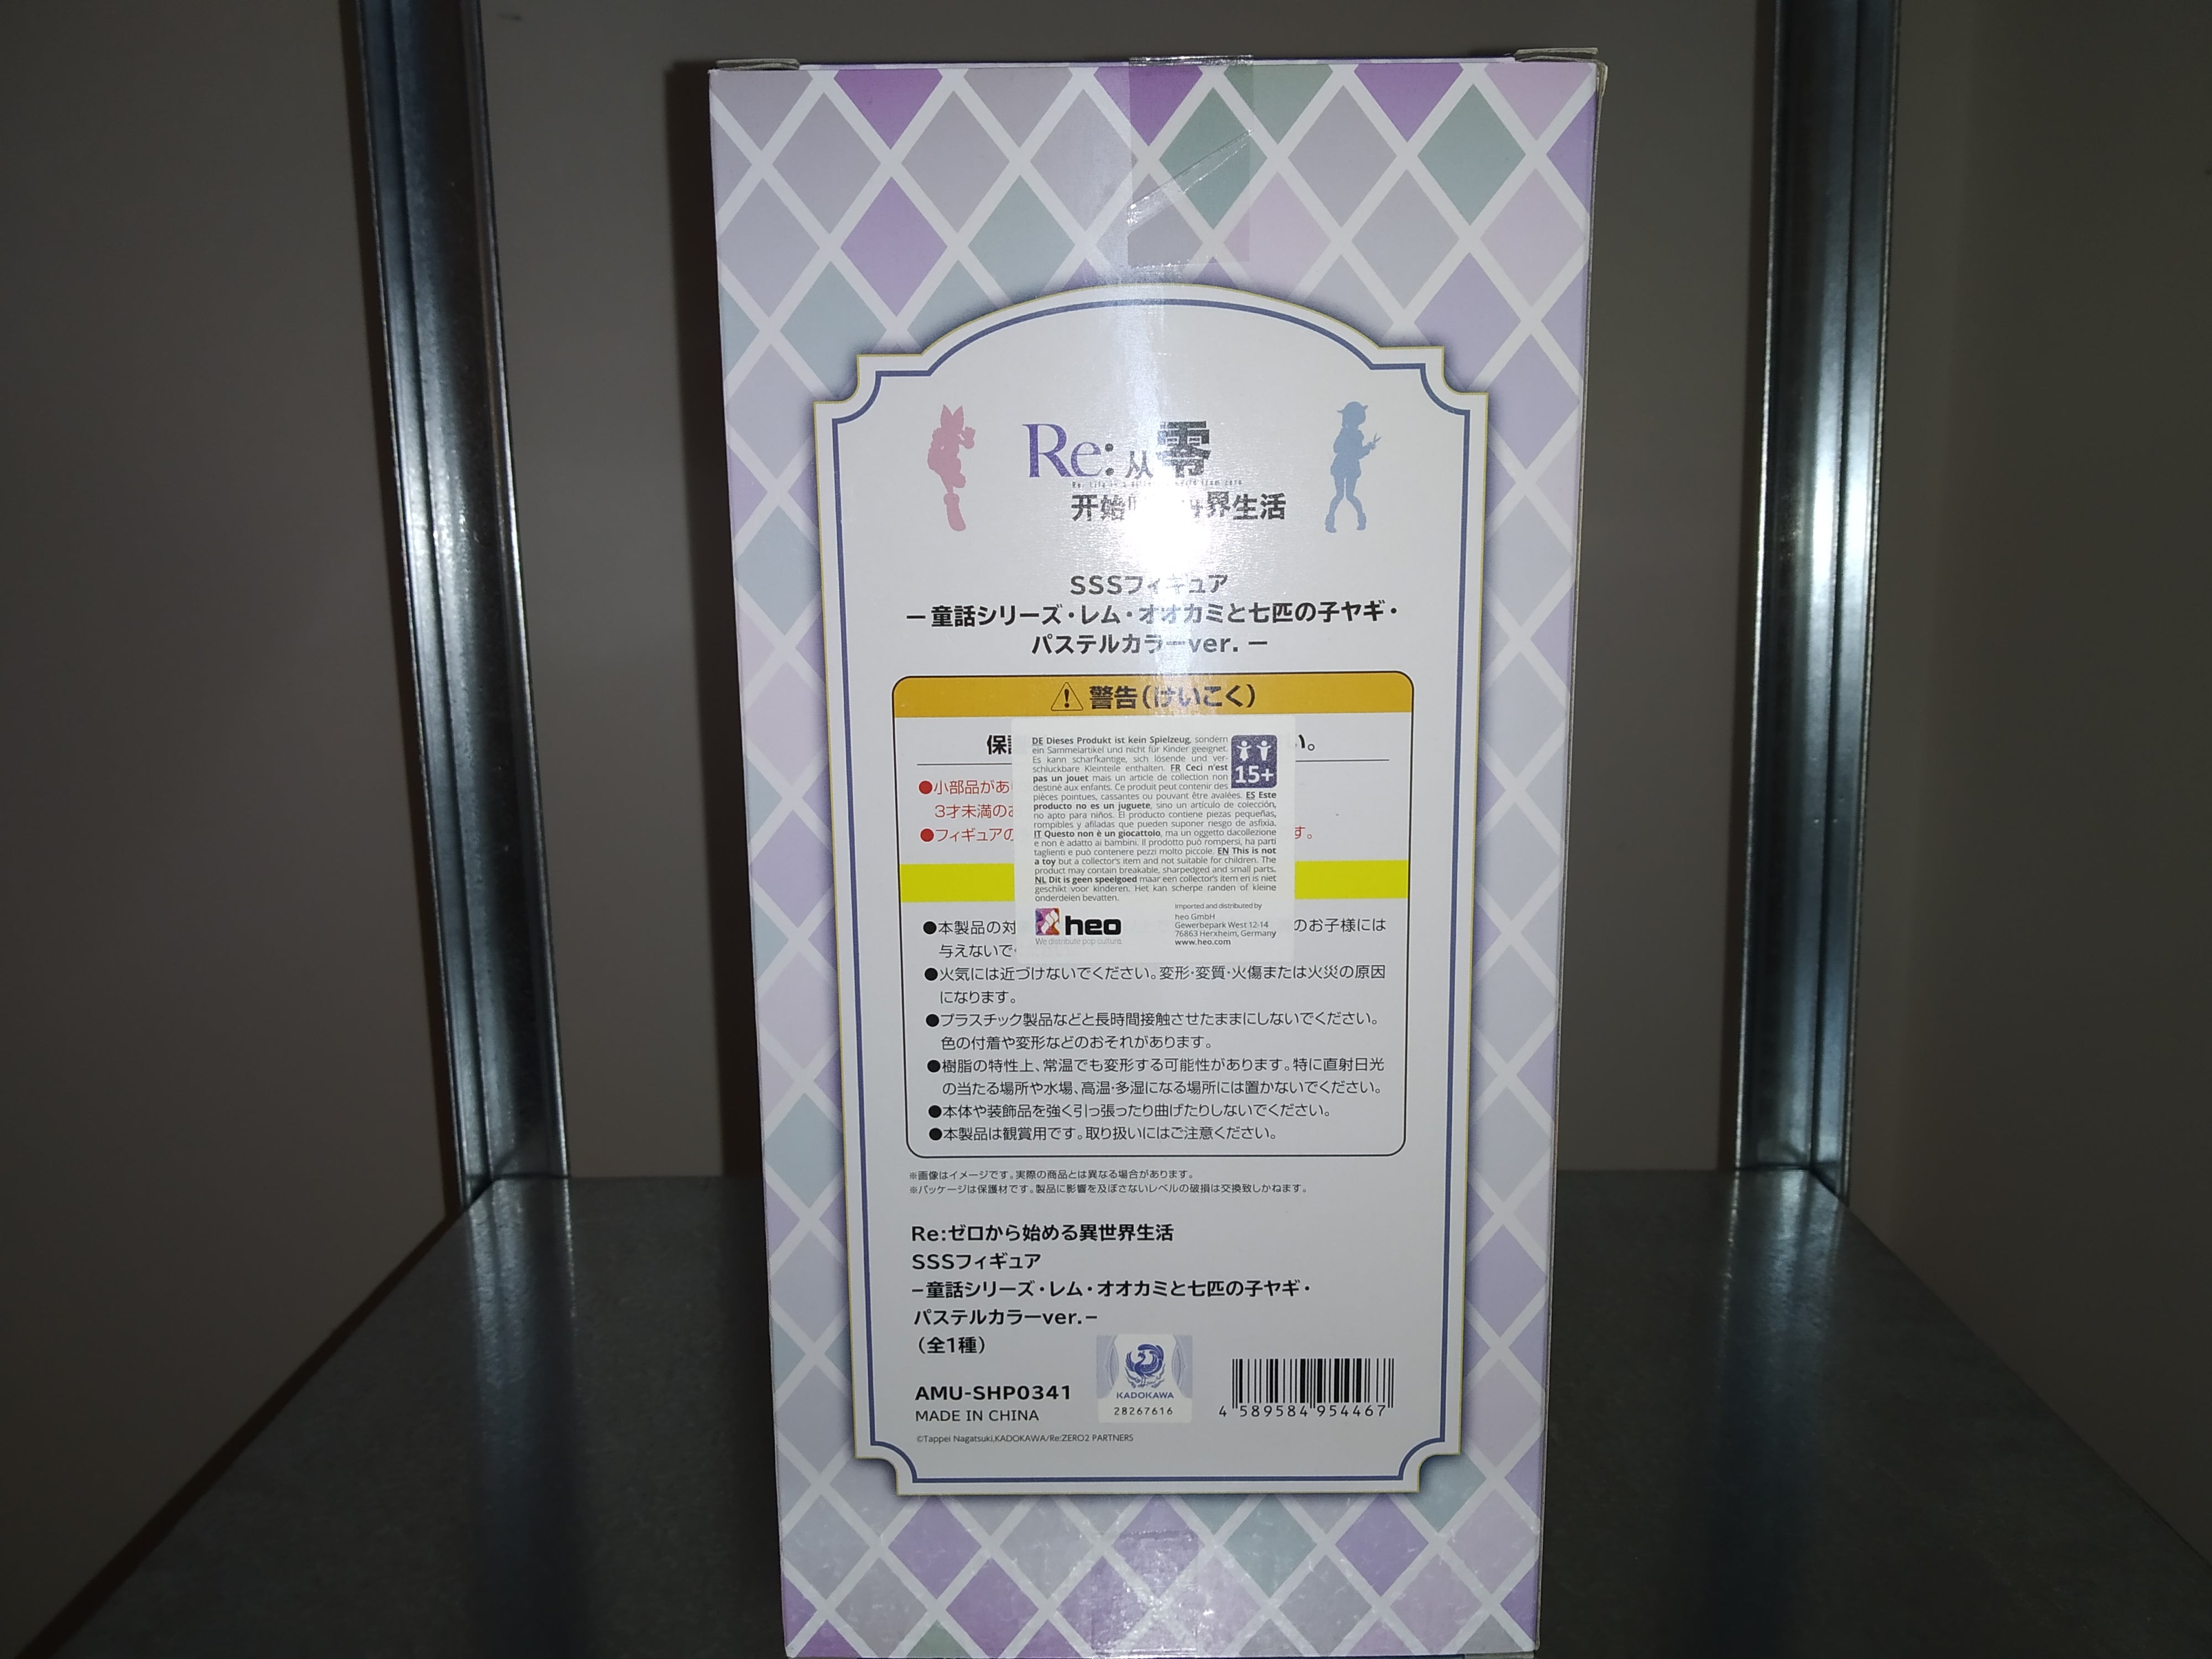 Re:从零
开始 界生活
SSSフィギュア
ー童話シリーズ・レム・オオカミと七匹の子ヤギ・
パステルカラーver.ー
警告(けいこく)
い。
●小部品があ
3才未満の
●フィギュアの す。
DE Dieses Produkt ist kein Spielzeug, sondern
ein Sammelartikel und nicht für Kinder geeignet.
Es kann scharfkantige, sich lösende und ver-
schluckbare Kleinteile enthalten. FR Ceci n'est
pas un jouet mais un article de collection non
destiné aux enfants. Ce produit peut contenir des
pièces pointues, cassantes ou pouvant être avalées. ES Este
producto no es un juguete, sino un artículo de colección,
no apto para niños. El producto contiene piezas pequeñas,
rompibles y afiladas que pueden suponer riesgo de asfixia.
IT Questo non è un giocattolo, ma un oggetto dacollezione
e non è adatto ai bambini. Il prodotto può rompersi, ha parti
taglienti e può contenere pezzi molto piccole. EN This is not
a toy but a collector's item and not suitable for children. The
product may contain breakable, sharpedged and small parts.
NL Dit is geen speelgoed maar een collector's item en is niet
geschikt voor kinderen. Het kan scherpe randen of kleine
onderdelen bevatten.
15+
heo
We distribute pop culture.
Imported and distributed by
heo GmbH
Gewerbepark West 12-14
76863 Herxheim, Germany
www.heo.com
●本製品の対 のお子様には
与えないで
●火気には近づけないでください。変形・変質・火傷または火災の原因
になります。
●プラスチック製品などと長時間接触させたままにしないでください。
色の付着や変形などのおそれがあります。
●樹脂の特性上、常温でも変形する可能性があります。特に直射日光
の当たる場所や水場、高温・多湿になる場所には置かないでください。
●本体や装飾品を強く引っ張ったり曲げたりしないでください。
●本製品は観賞用です。取り扱いにはご注意ください。
※画像はイメージです。実際の商品とは異なる場合があります。
※パッケージは保護材です。製品に影響を及ぼさないレベルの破損は交換致しかねます。
Re:ゼロから始める異世界生活
SSSフィギュア
ー童話シリーズ・レム・オオカミと七匹の子ヤギ・
パステルカラーver.ー
(全1種)
AMU-SHP0341
MADE IN CHINA
KADOKAWA
28267616
4 589584 954467
©Tappei Nagatsuki,KADOKAWA/Re:ZERO2 PARTNERS